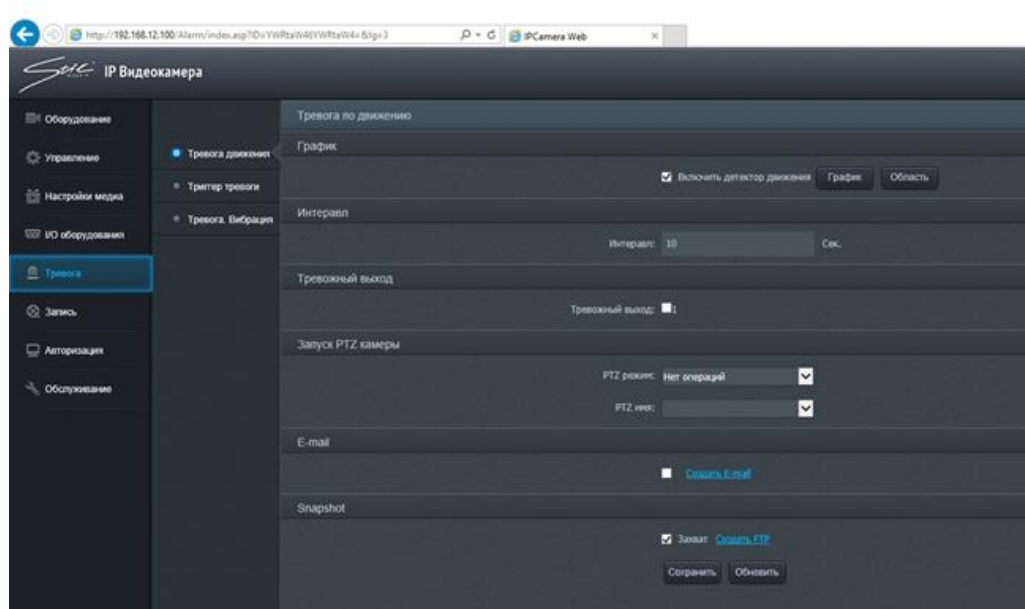 http://192.168.12.100/Alarm/index.asp?ID=YWRtaW46YWRtaW4=&lg=3
IPCamera Web
IP Видеокамера
Оборудование
Управление
Настройки медиа
I/O оборудования
Тревога
Запись
Авторизация
Обслуживание
Тревога движения
Триггер тревоги
Тревога. Вибрация
Тревога по движению
График
Включить детектор движения График Область
Интеравл
Интеравл: 10 Сек.
Тревожный выход
Тревожный выход: 1
Запуск PTZ камеры
PTZ режим: Нет операций
PTZ имя:
E-mail
Создать E-mail
Snapshot
Захват Создать FTP
Сохранить Обновить